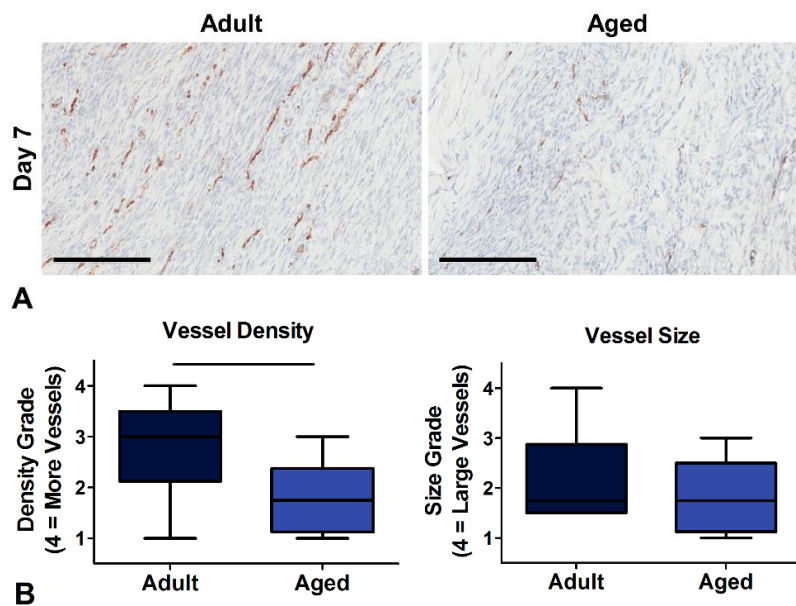 Adult
Aged
Day 7
A
Vessel Density
Density Grade
(4 = More Vessels)
4
3
2
1
Adult
Aged
Vessel Size
Size Grade
(4 = Large Vessels)
4
3
2
1
Adult
Aged
B